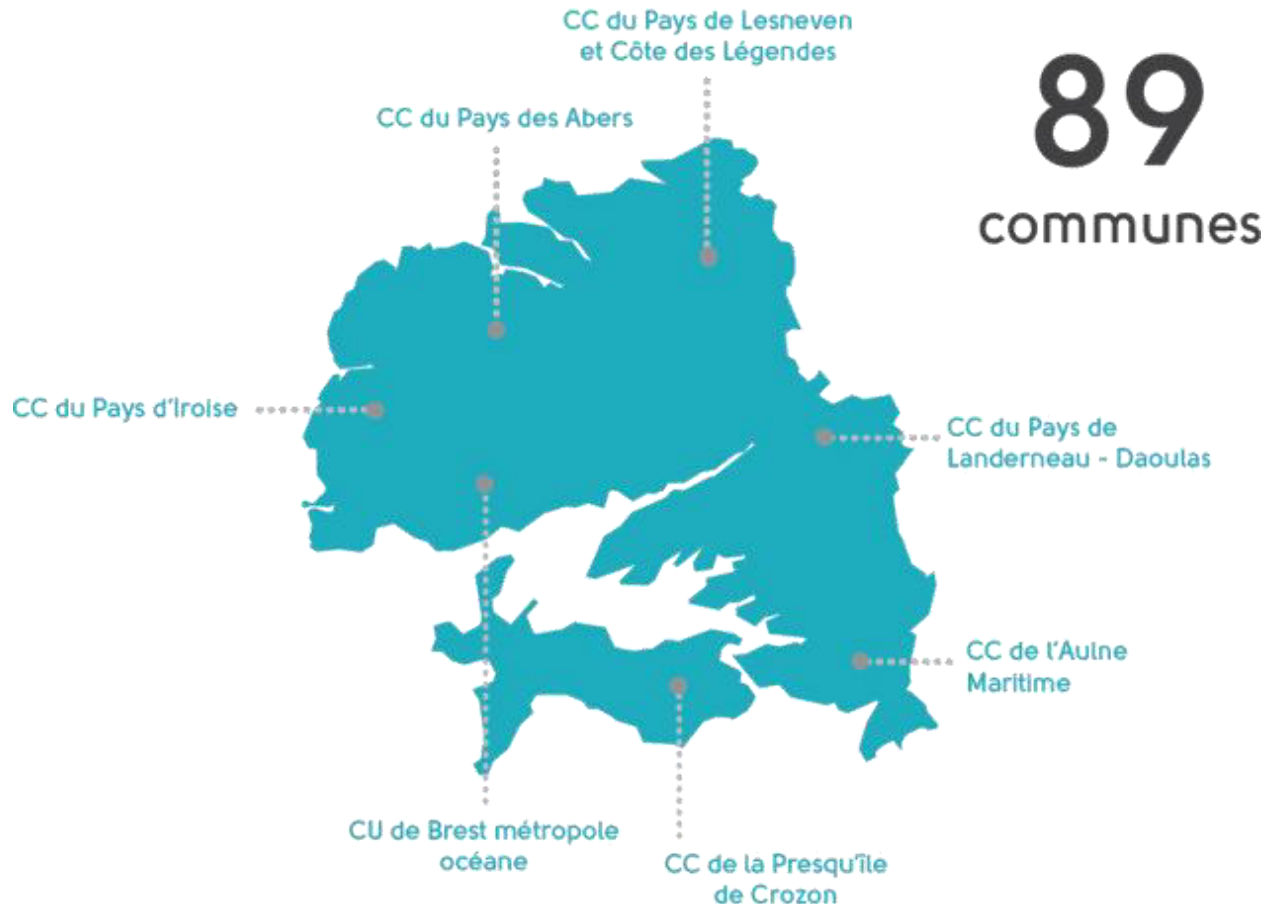 CC du Pays de Lesneven
et Côte des Légendes
89
communes
CC du Pays des Abers
CC du Pays d'Iroise
CC du Pays de
Landerneau - Daoulas
CC de l'Aulne
Maritime
CU de Brest métropole
océane
CC de la Presqu'île
de Crozon